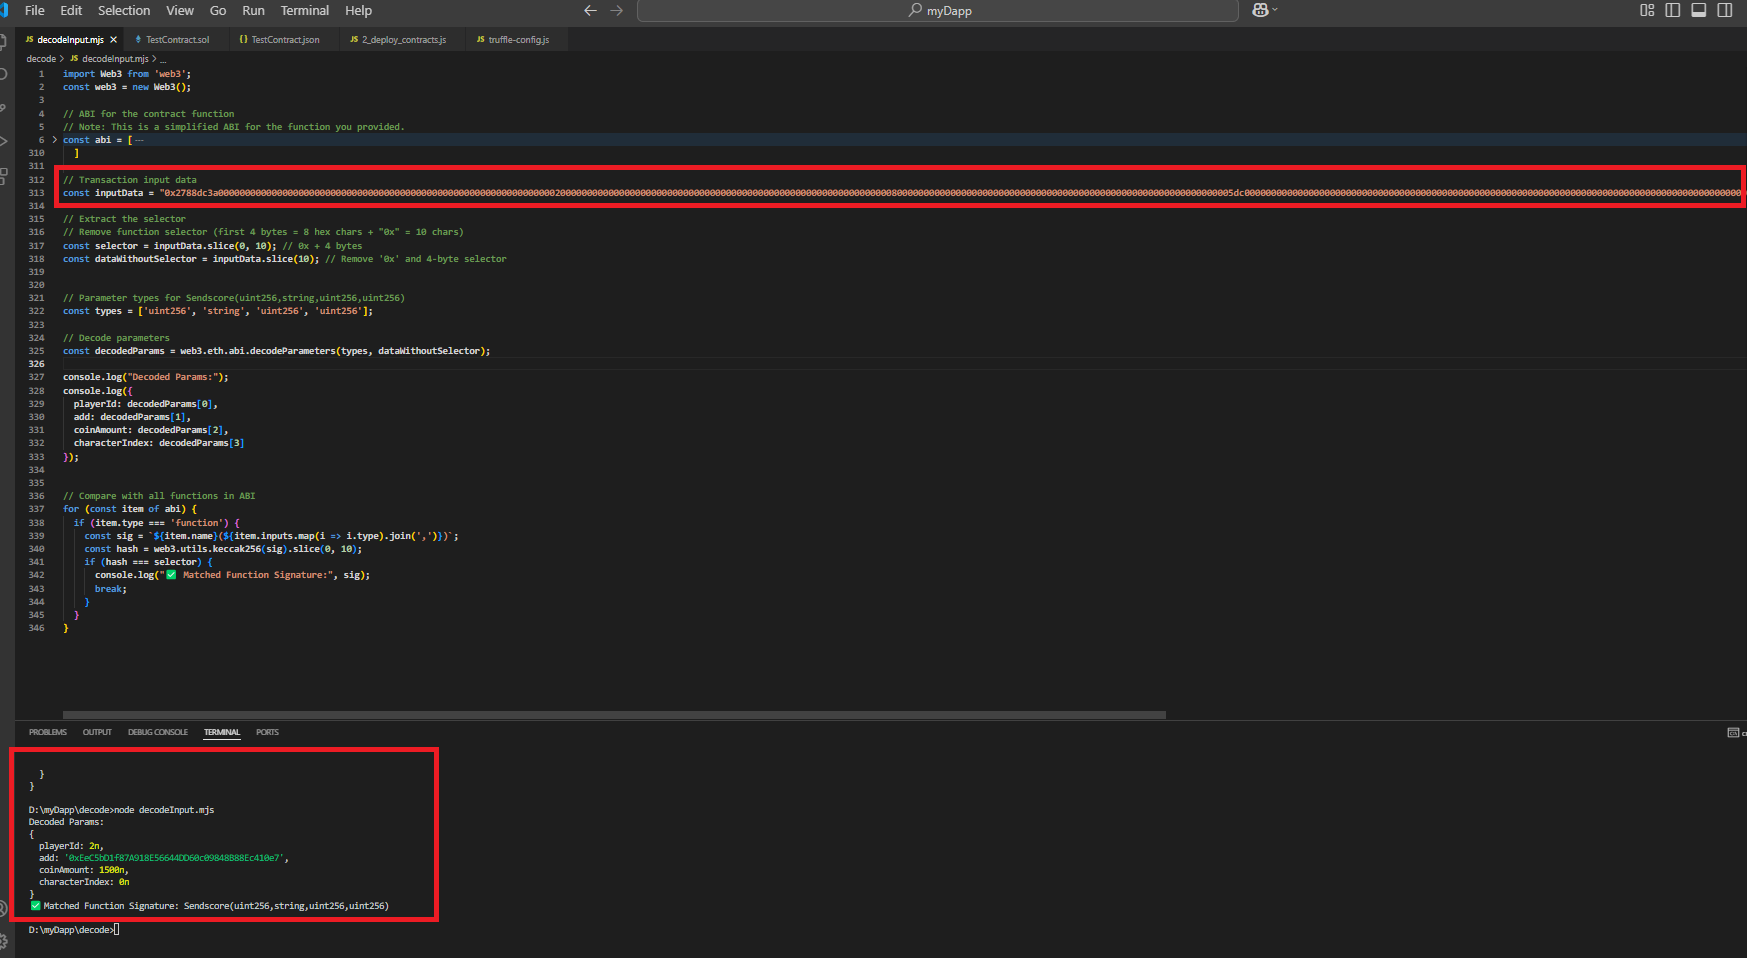 File Edit Selection View Go Run Terminal Help myDapp
JS decodeInput.mjs TestContract.sol {} TestContract.json JS 2_deploy_contracts.js JS truffle-config.js
decode > JS decodeInput.mjs > ...
1 import Web3 from 'web3';
2 const web3 = new Web3();
3
4 // ABI for the contract function
5 // Note: This is a simplified ABI for the function you provided.
6 const abi = [ ···
310 ]
311
312 // Transaction input data
313 const inputData =
314
315 // Extract the selector
316 // Remove function selector (first 4 bytes = 8 hex chars + "0x" = 10 chars)
317 const selector = inputData.slice(0, 10); // 0x + 4 bytes
318 const dataWithoutSelector = inputData.slice(10); // Remove '0x' and 4-byte selector
319
320
321 // Parameter types for Sendscore(uint256,string,uint256,uint256)
322 const types = ['uint256', 'string', 'uint256', 'uint256'];
323
324 // Decode parameters
325 const decodedParams = web3.eth.abi.decodeParameters(types, dataWithoutSelector);
326
327 console.log("Decoded Params:");
328 console.log({
329 playerId: decodedParams[0],
330 add: decodedParams[1],
331 coinAmount: decodedParams[2],
332 characterIndex: decodedParams[3]
333 });
334
335
336 // Compare with all functions in ABI
337 for (const item of abi) {
338 if (item.type === 'function') {
339 const sig = `${item.name}(${item.inputs.map(i => i.type).join(',')})`;
340 const hash = web3.utils.keccak256(sig).slice(0, 10);
341 if (hash === selector) {
342 console.log("✅ Matched Function Signature:", sig);
343 break;
344 }
345 }
346 }
PROBLEMS OUTPUT DEBUG CONSOLE TERMINAL PORTS
}
}
D:\myDapp\decode>node decodeInput.mjs
Decoded Params:
{
playerId: 2n,
add: '0xEeC5bD1f87A918E56644DD60c09848B88Ec410e7',
coinAmount: 1500n,
characterIndex: 0n
}
✅ Matched Function Signature: Sendscore(uint256,string,uint256,uint256)
D:\myDapp\decode>